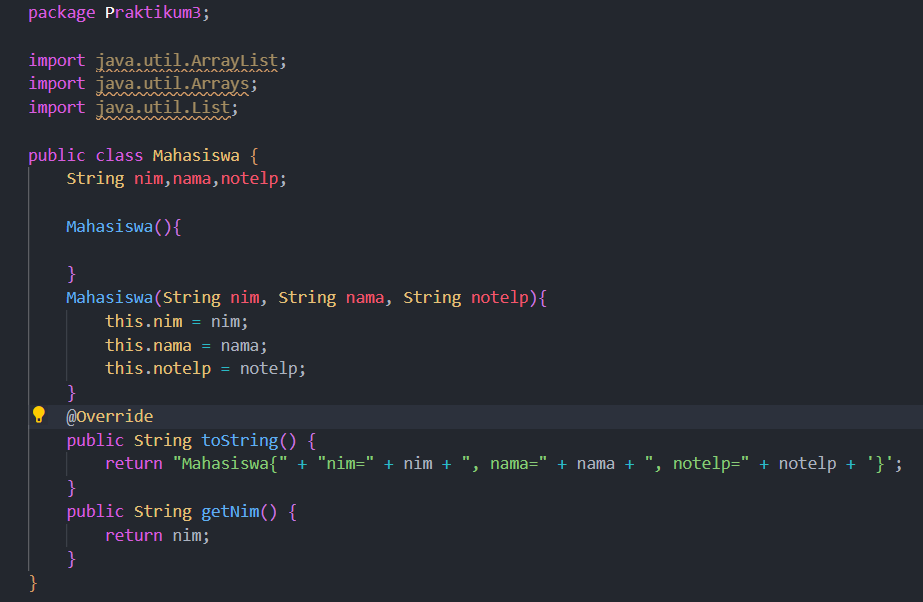 package Praktikum3;
import java.util.ArrayList;
import java.util.Arrays;
import java.util.List;
public class Mahasiswa {
String nim,nama,notelp;
Mahasiswa(){
}
Mahasiswa(String nim, String nama, String notelp){
this.nim = nim;
this.nama = nama;
this.notelp = notelp;
}
@Override
public String toString() {
return "Mahasiswa{" + "nim=" + nim + ", nama=" + nama + ", notelp=" + notelp + '}';
}
public String getNim() {
return nim;
}
}